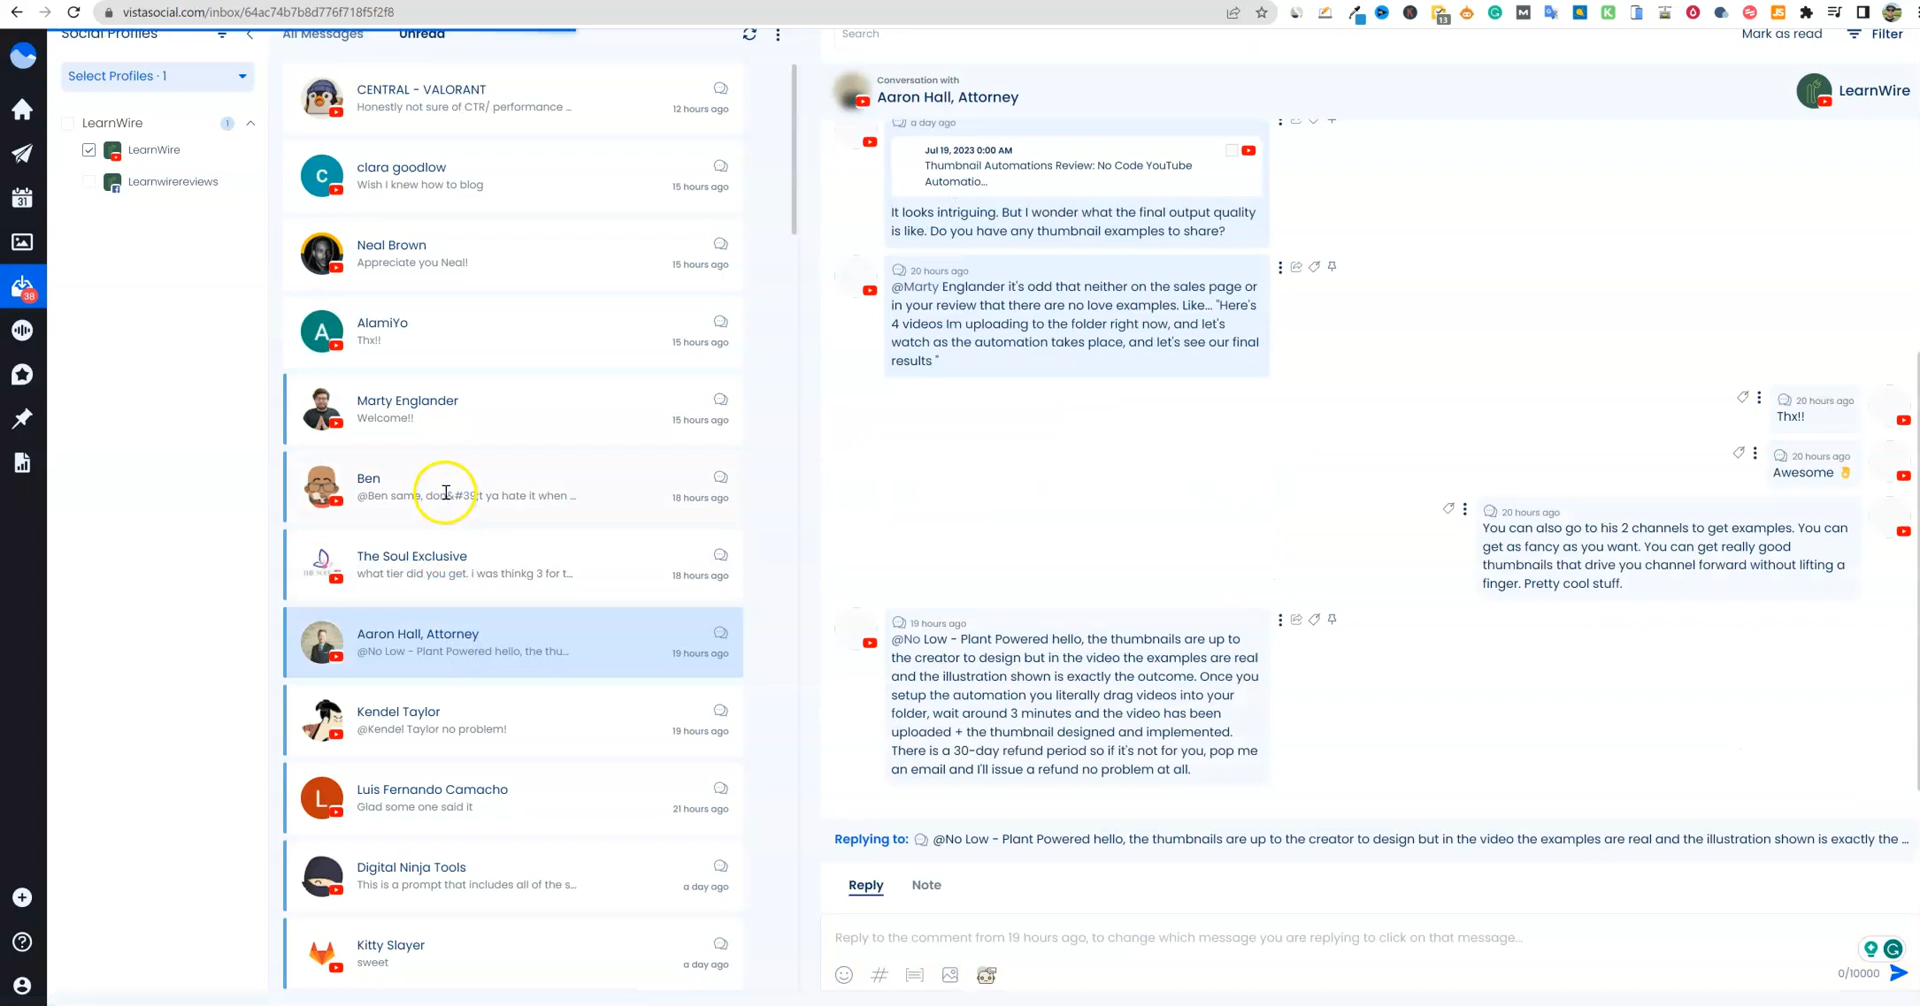 vistasocial.com/inbox/64ac74b7b8d776f718f5f2f8
13
Social Profiles
All Messages
Unread
Search
Mark as read
Filter
Select Profiles · 1
LearnWire
1
LearnWire
Learnwirereviews
31
38
CENTRAL - VALORANT
Honestly not sure of CTR/ performance ...
12 hours ago
clara goodlow
Wish I knew how to blog
15 hours ago
Neal Brown
Appreciate you Neal!
15 hours ago
A
AlamiYo
Thx!!
15 hours ago
Marty Englander
Welcome!!
15 hours ago
Ben
@Ben same, don&#39;t ya hate it when ...
18 hours ago
The Soul Exclusive
what tier did you get. i was thinkg 3 for t...
18 hours ago
Aaron Hall, Attorney
@No Low - Plant Powered hello, the thu...
19 hours ago
Kendel Taylor
@Kendel Taylor no problem!
19 hours ago
L
Luis Fernando Camacho
Glad some one said it
21 hours ago
Digital Ninja Tools
This is a prompt that includes all of the s...
a day ago
Kitty Slayer
sweet
a day ago
Conversation with
Aaron Hall, Attorney
LearnWire
a day ago
Jul 19, 2023 0:00 AM
Thumbnail Automations Review: No Code YouTube
Automatio...
It looks intriguing. But I wonder what the final output quality
is like. Do you have any thumbnail examples to share?
20 hours ago
@Marty Englander it's odd that neither on the sales page or
in your review that there are no love examples. Like... "Here's
4 videos Im uploading to the folder right now, and let's
watch as the automation takes place, and let's see our final
results "
20 hours ago
Thx!!
20 hours ago
Awesome 👌
20 hours ago
You can also go to his 2 channels to get examples. You can
get as fancy as you want. You can get really good
thumbnails that drive you channel forward without lifting a
finger. Pretty cool stuff.
19 hours ago
@No Low - Plant Powered hello, the thumbnails are up to
the creator to design but in the video the examples are real
and the illustration shown is exactly the outcome. Once you
setup the automation you literally drag videos into your
folder, wait around 3 minutes and the video has been
uploaded + the thumbnail designed and implemented.
There is a 30-day refund period so if it's not for you, pop me
an email and I'll issue a refund no problem at all.
Replying to: @No Low - Plant Powered hello, the thumbnails are up to the creator to design but in the video the examples are real and the illustration shown is exactly the ...
Reply
Note
Reply to the comment from 19 hours ago, to change which message you are replying to click on that message...
0/10000